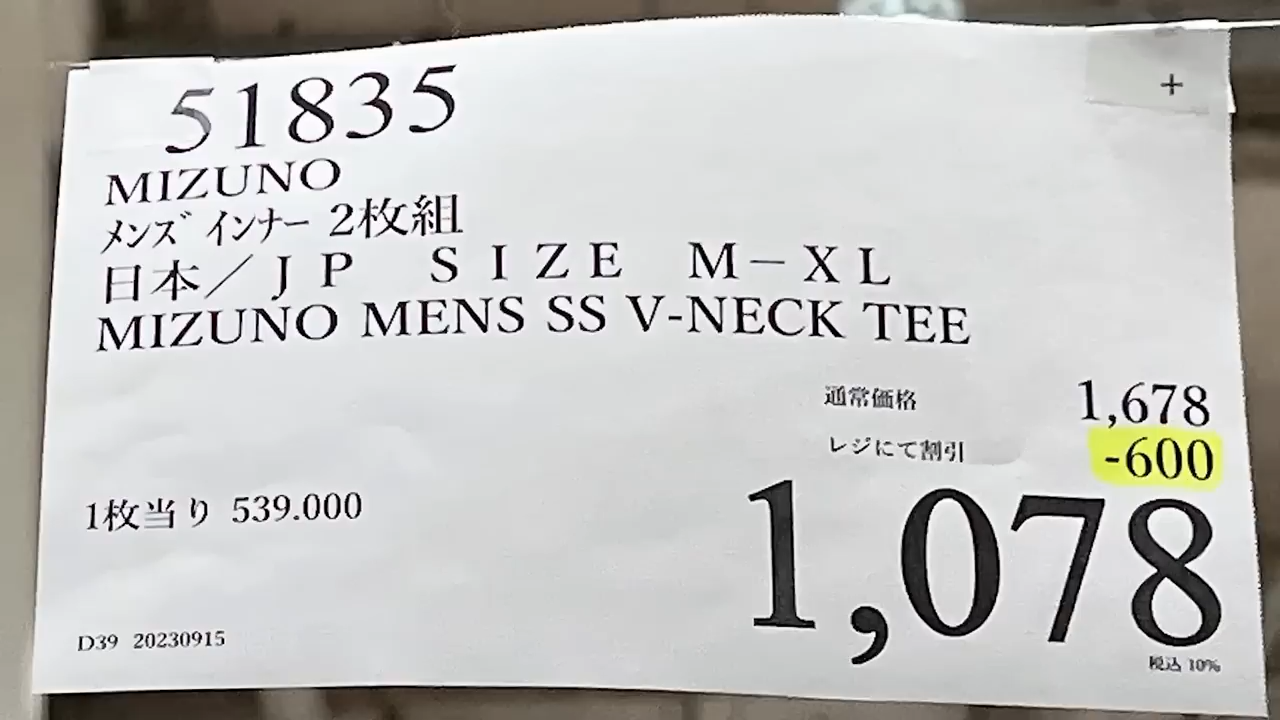 +
51835
MIZUNO
メンズ インナー 2枚組
日本／ＪＰ　ＳＩＺＥ　Ｍ－ＸＬ
MIZUNO MENS SS V-NECK TEE
通常価格 1,678
レジにて割引 -600
1,078
1枚当り 539.000
税込 10%
D39 20230915